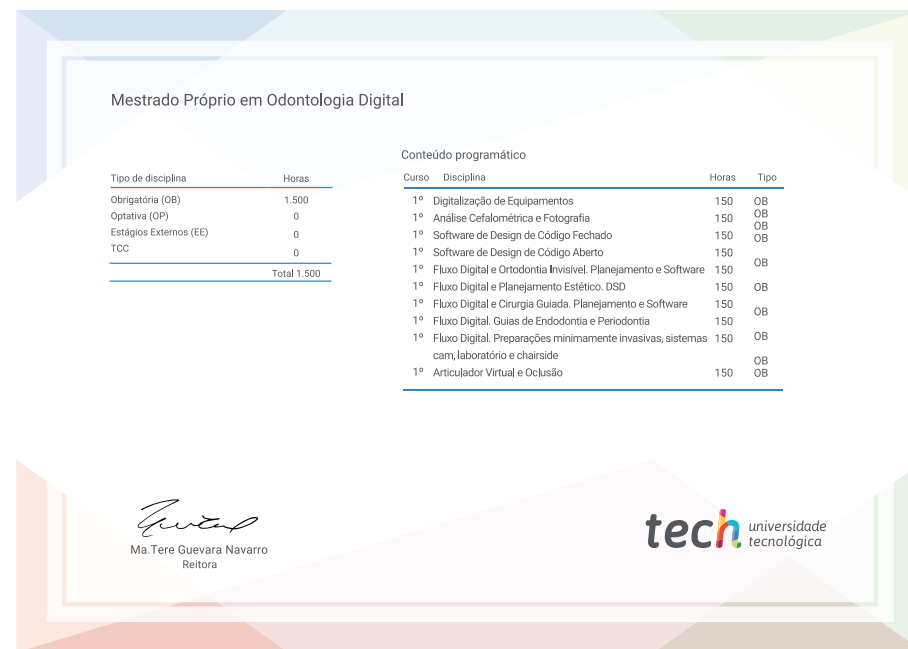 Mestrado Próprio em Odontologia Digital
Tipo de disciplina Horas
Obrigatória (OB) 1.500
Optativa (OP) 0
Estágios Externos (EE) 0
TCC 0
Total 1.500
Conteúdo programático
Curso Disciplina Horas Tipo
1º Digitalização de Equipamentos 150 OB
1º Análise Cefalométrica e Fotografia 150 OB
1º Software de Design de Código Fechado 150 OB
1º Software de Design de Código Aberto 150 OB
1º Fluxo Digital e Ortodontia Invisível. Planejamento e Software 150 OB
1º Fluxo Digital e Planejamento Estético. DSD 150 OB
1º Fluxo Digital e Cirurgia Guiada. Planejamento e Software 150 OB
1º Fluxo Digital. Guias de Endodontia e Periodontia 150 OB
1º Fluxo Digital. Preparações minimamente invasivas, sistemas 150 OB
cam, laboratório e chairside
1º Articulador Virtual e Oclusão 150 OB
Ma.Tere Guevara Navarro
Reitora
tech universidade
tecnológica